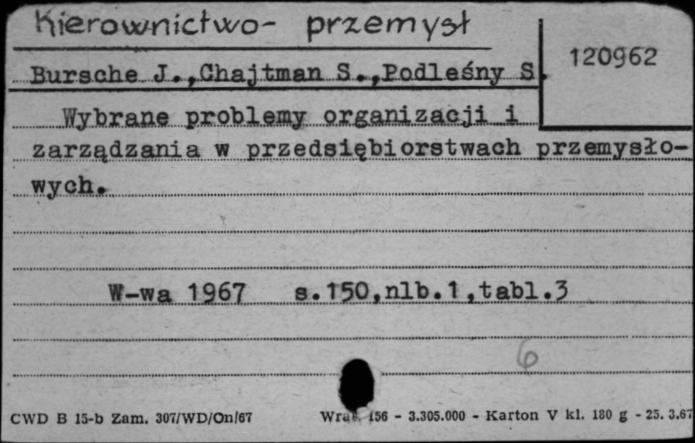 Kierownictwo- przemysł
120962
Bursche J.,Chajtman S.,Podleśny S.
Wybrane problemy organizacji i
zarządzania w przedsiębiorstwach przemysło-
wych.
W-wa 1967 s.150,nlb.1,tabl.3
6
CWD B 15-b Zam. 307/WD/On/67 156 - 3.305.000 - Karton V kl. 180 g - 25. 3.67